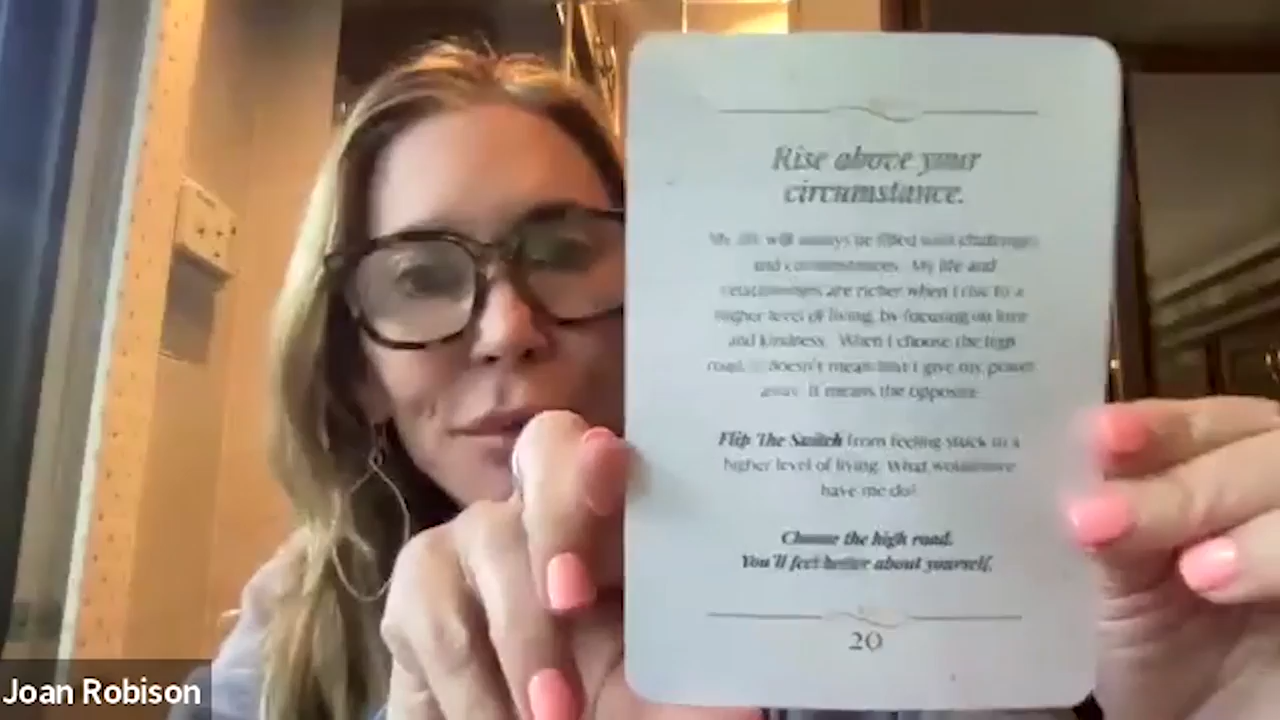 Rise above your
circumstance.
My life will always be filled with challenges
and circumstances. My life and
relationships are richer when I rise to a
higher level of living, by focusing on love
and kindness. When I choose the high
road, it doesn't mean that I give my power
away. It means the opposite.
Flip The Switch from feeling stuck to a
higher level of living. What would love
have me do?
Choose the high road.
You'll feel better about yourself.
20
Joan Robison